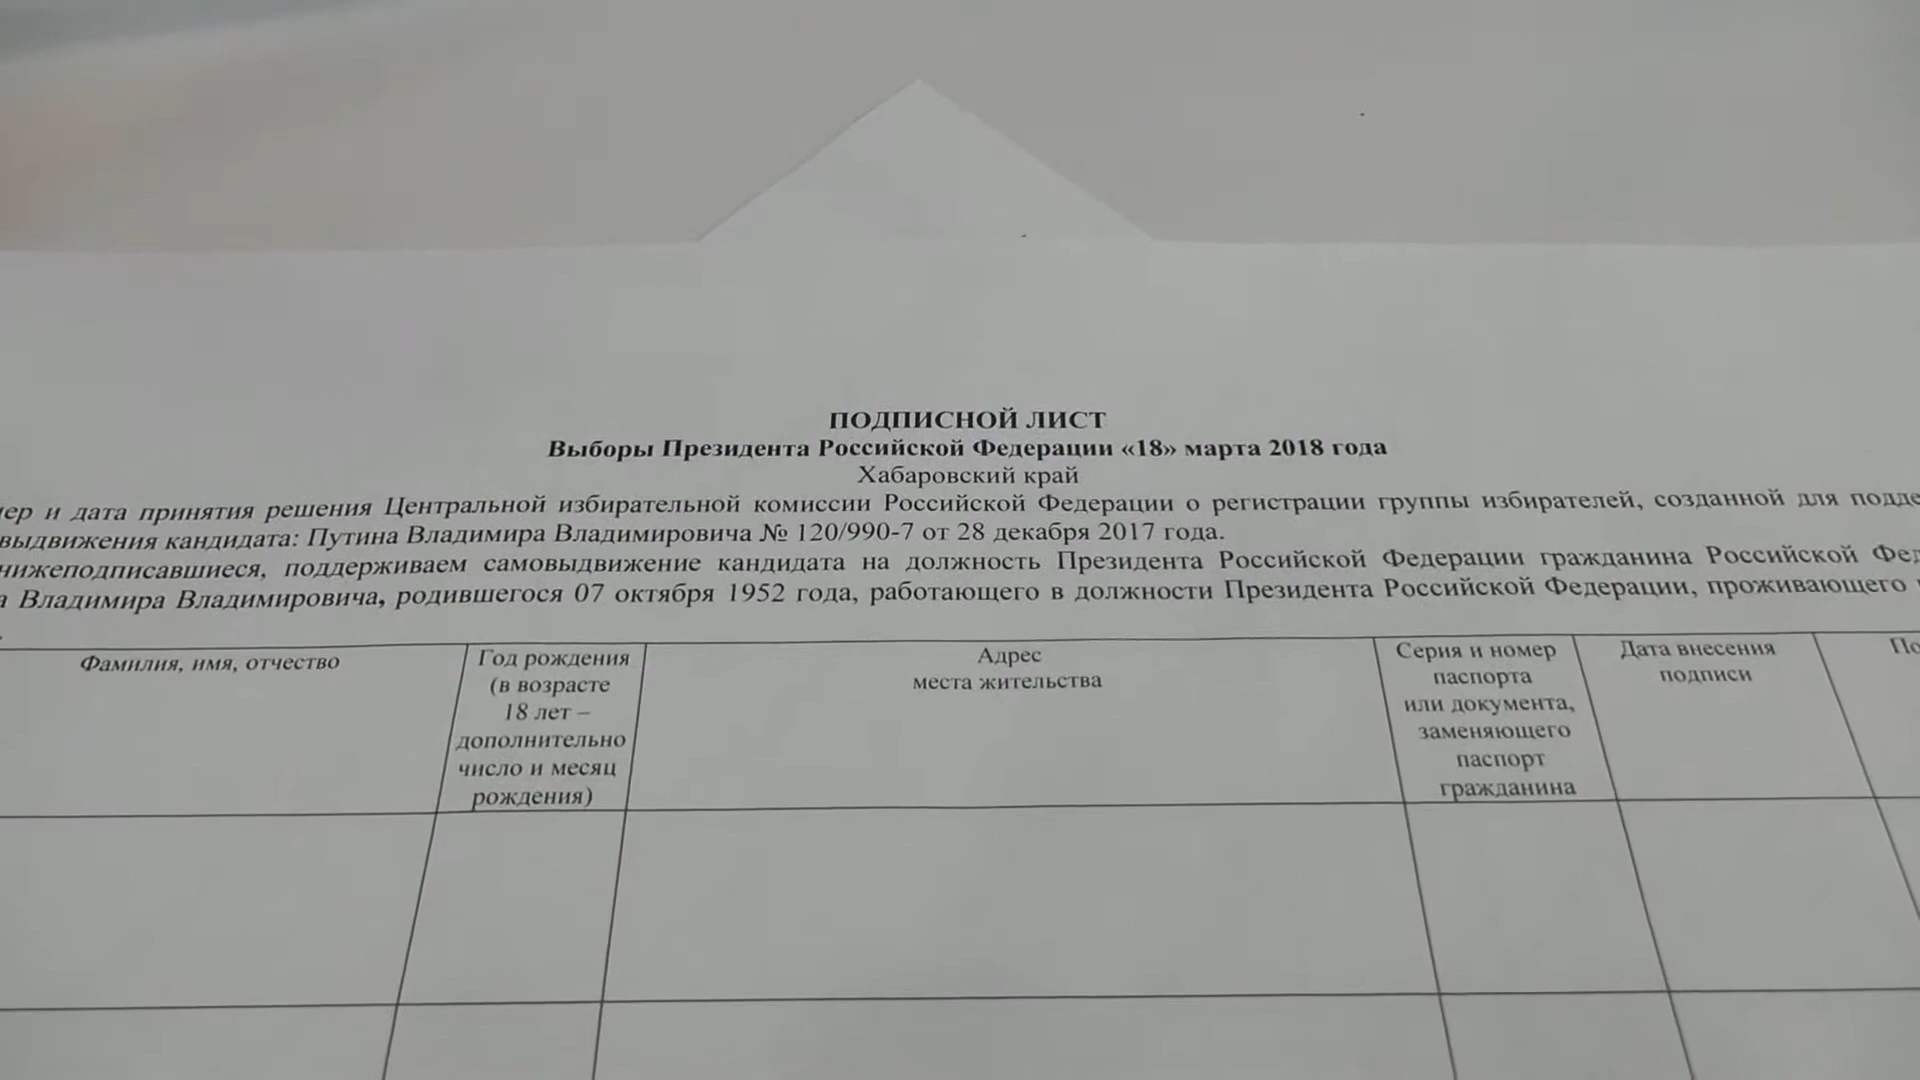 ПОДПИСНОЙ ЛИСТ
Выборы Президента Российской Федерации «18» марта 2018 года
Хабаровский край
и дата принятия решения Центральной избирательной комиссии Российской Федерации о регистрации группы избирателей, созданной для
выдвижения кандидата: Путина Владимира Владимировича № 120/990-7 от 28 декабря 2017 года.
нижеподписавшиеся, поддерживаем самовыдвижение кандидата на должность Президента Российской Федерации гражданина Российской
Владимира Владимировича, родившегося 07 октября 1952 года, работающего в должности Президента Российской Федерации, проживающего
Фамилия, имя, отчество
Год рождения
(в возрасте
18 лет –
дополнительно
число и месяц
рождения)
Адрес
места жительства
Серия и номер
паспорта
или документа,
заменяющего
паспорт
гражданина
Дата внесения
подписи